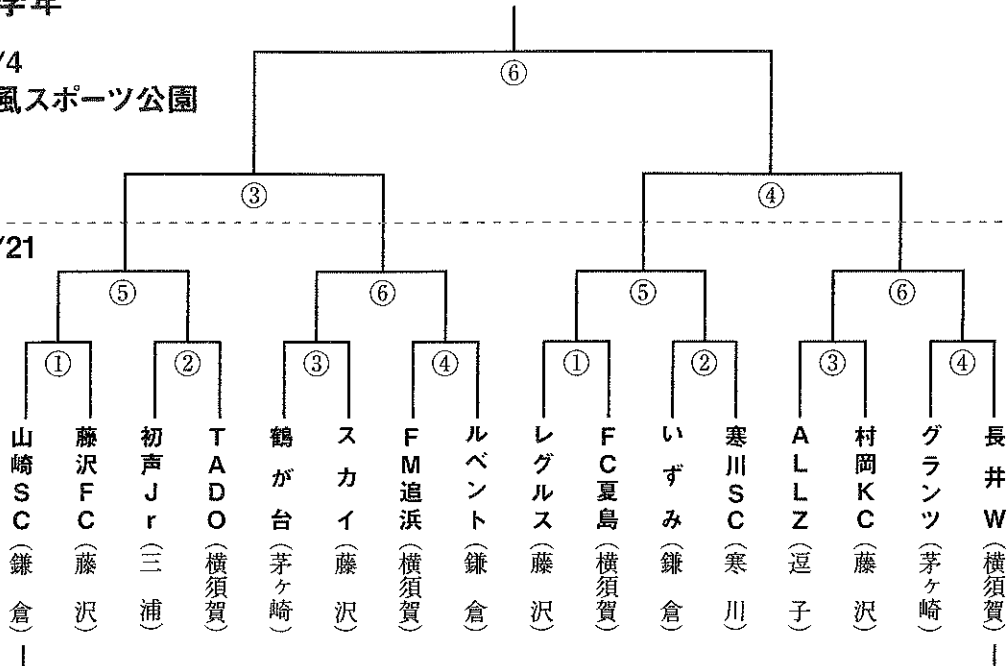 学年
/4
風スポーツ公園
⑥
③
④
/21
⑤
⑥
⑤
⑥
①
②
③
④
①
②
③
④
山崎SC(鎌倉)
藤沢FC(藤沢)
初声Jr(三浦)
TADO(横須賀)
鶴が台(茅ヶ崎)
スカイ(藤沢)
FM追浜(横須賀)
ルベント(鎌倉)
レグルス(藤沢)
FC夏島(横須賀)
いずみ(鎌倉)
寒川SC(寒川)
ALLZ(逗子)
村岡KC(藤沢)
グランツ(茅ヶ崎)
長井W(横須賀)